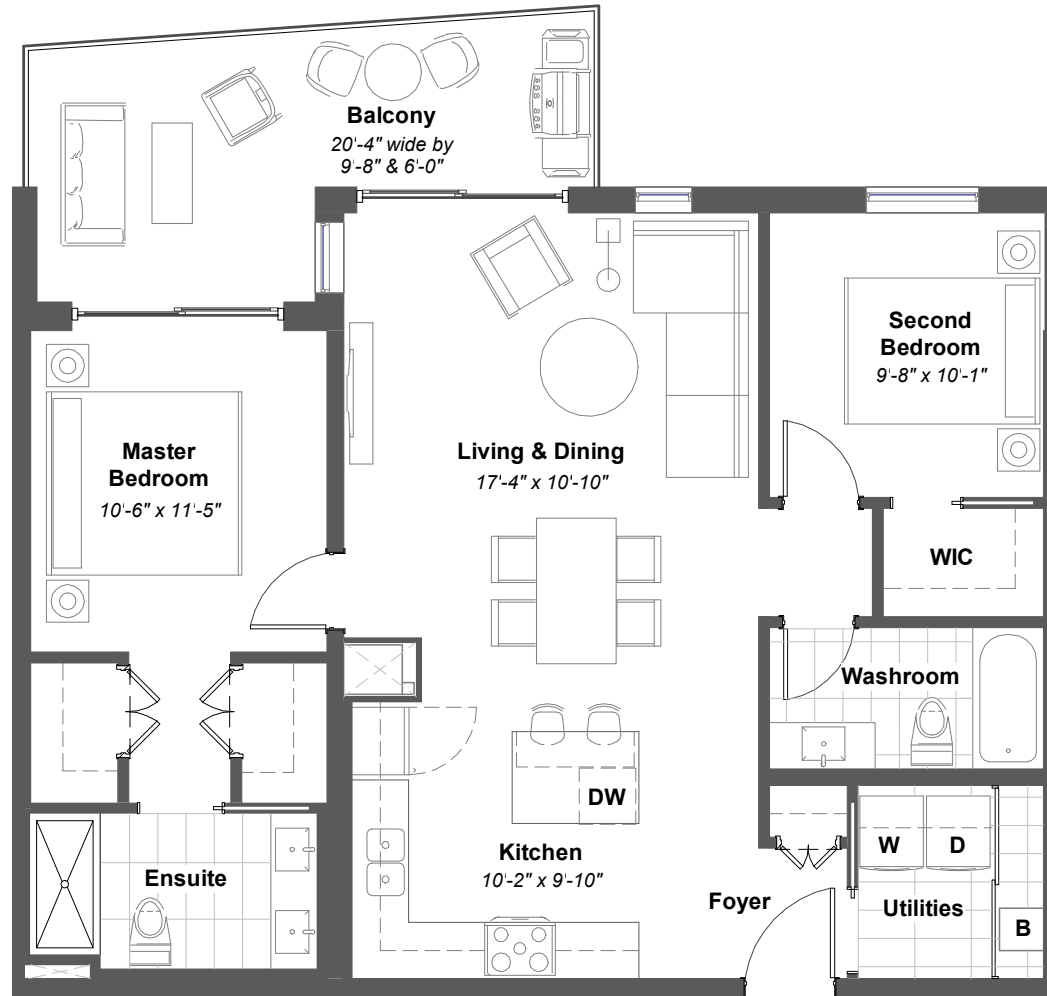 Balcony
20'-4" wide by
9'-8" & 6'-0"
Second
Bedroom
9'-8" x 10'-1"
Master
Bedroom
10'-6" x 11'-5"
Living & Dining
17'-4" x 10'-10"
WIC
Washroom
DW
W
D
Kitchen
10'-2" x 9'-10"
Ensuite
Foyer
Utilities
B